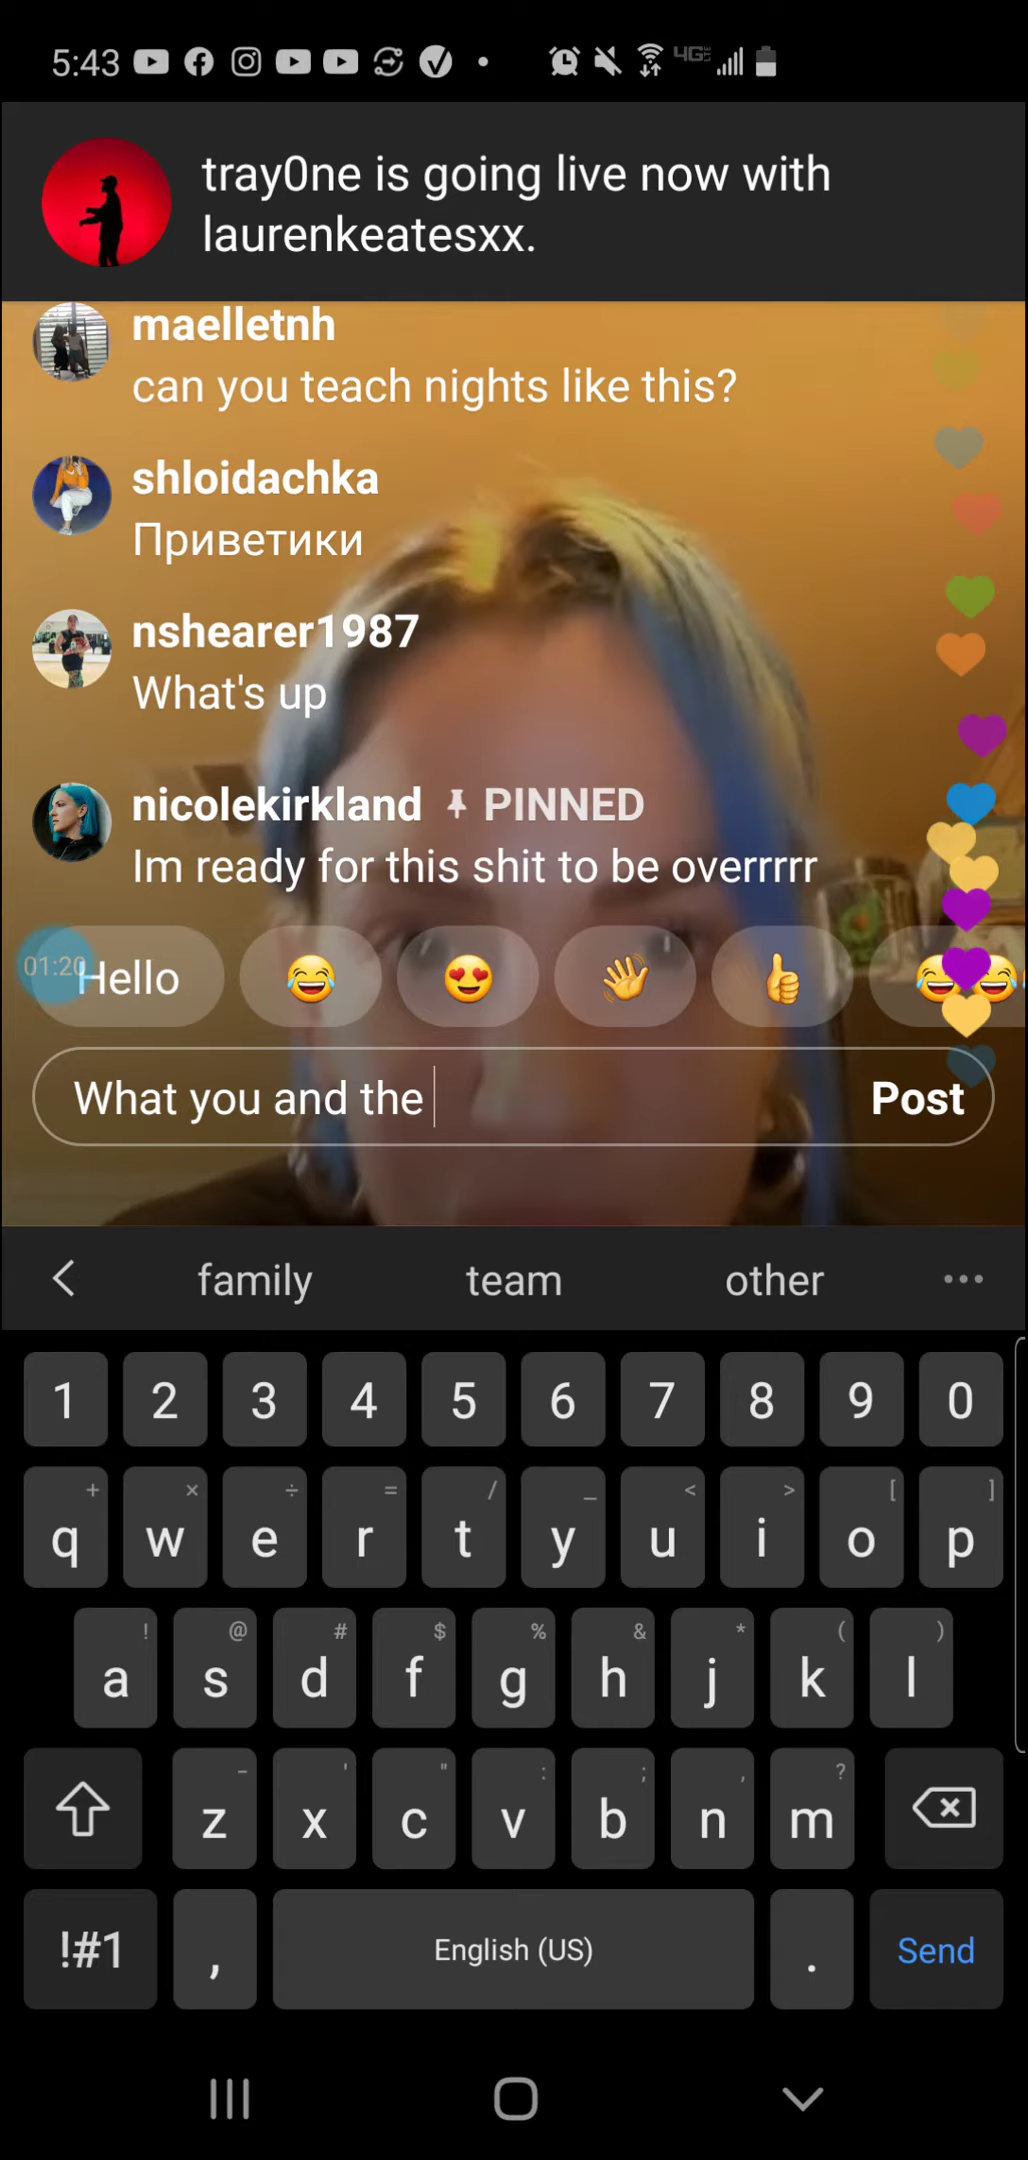 5:43
4GE
tray0ne is going live now with
laurenkeatesxx.
maelletnh
can you teach nights like this?
shloidachka
Приветики
nshearer1987
What's up
nicolekirkland PINNED
Im ready for this shit to be overrrrr
01:20
Hello
What you and the
Post
family team other
1 2 3 4 5 6 7 8 9 0
+ × ÷ = / _ < > [ ]
q w e r t y u i o p
! @ # $ % & * ( )
a s d f g h j k l
- ' " : ; , ?
z x c v b n m
!#1 , English (US) . Send